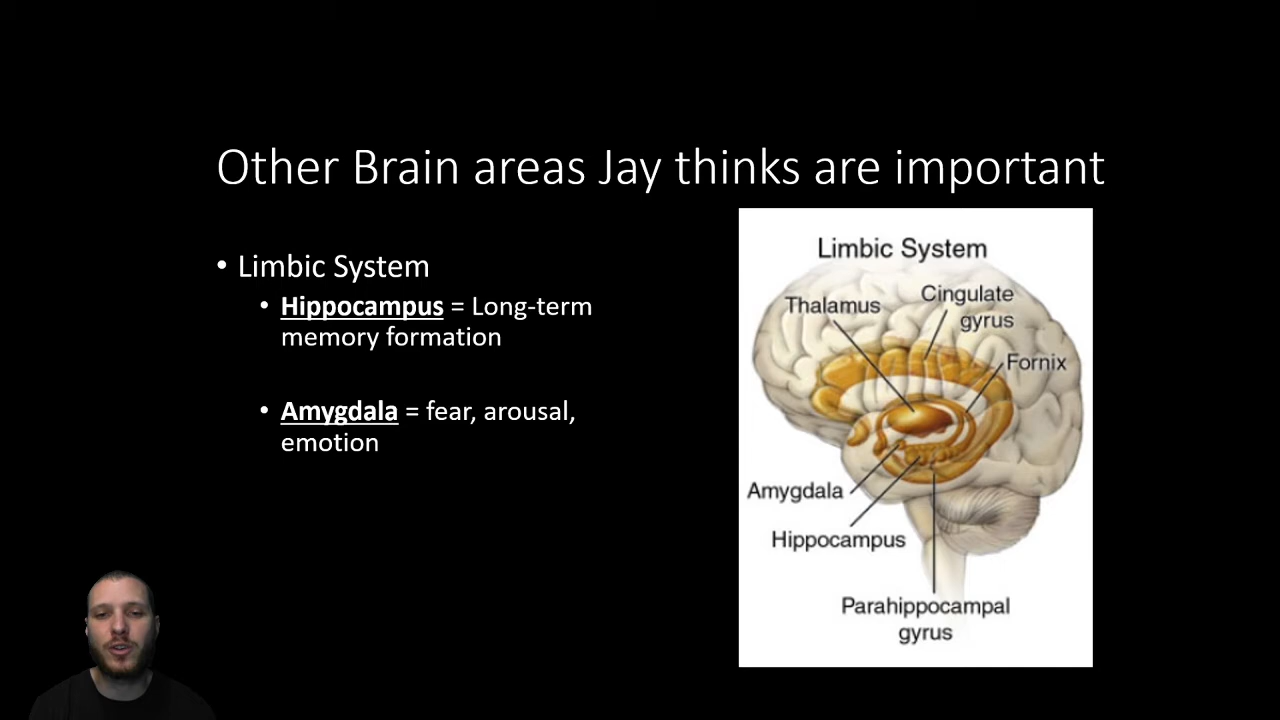 Other Brain areas Jay thinks are important
• Limbic System
• Hippocampus = Long-term
memory formation
• Amygdala = fear, arousal,
emotion
Limbic System
Thalamus
Cingulate
gyrus
Fornix
Amygdala
Hippocampus
Parahippocampal
gyrus